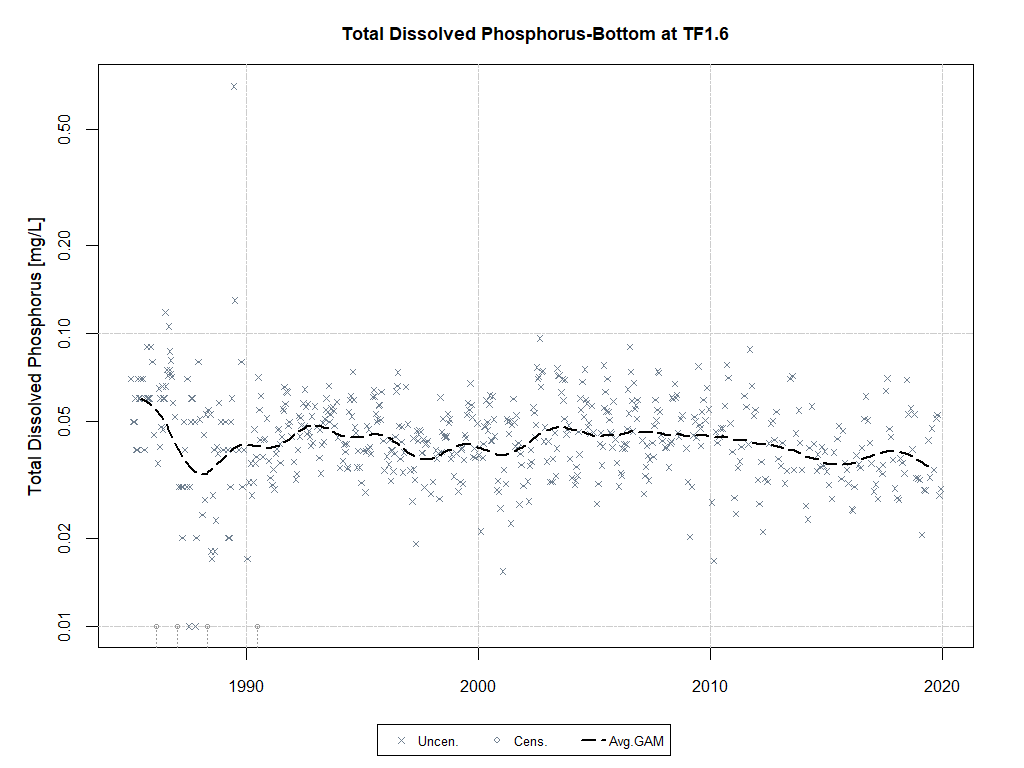 Total Dissolved Phosphorus-Bottom at TF1.6
Total Dissolved Phosphorus [mg/L]
0.50
0.20
0.10
0.05
0.02
0.01
1990 2000 2010 2020
Uncen. Cens. Avg.GAM